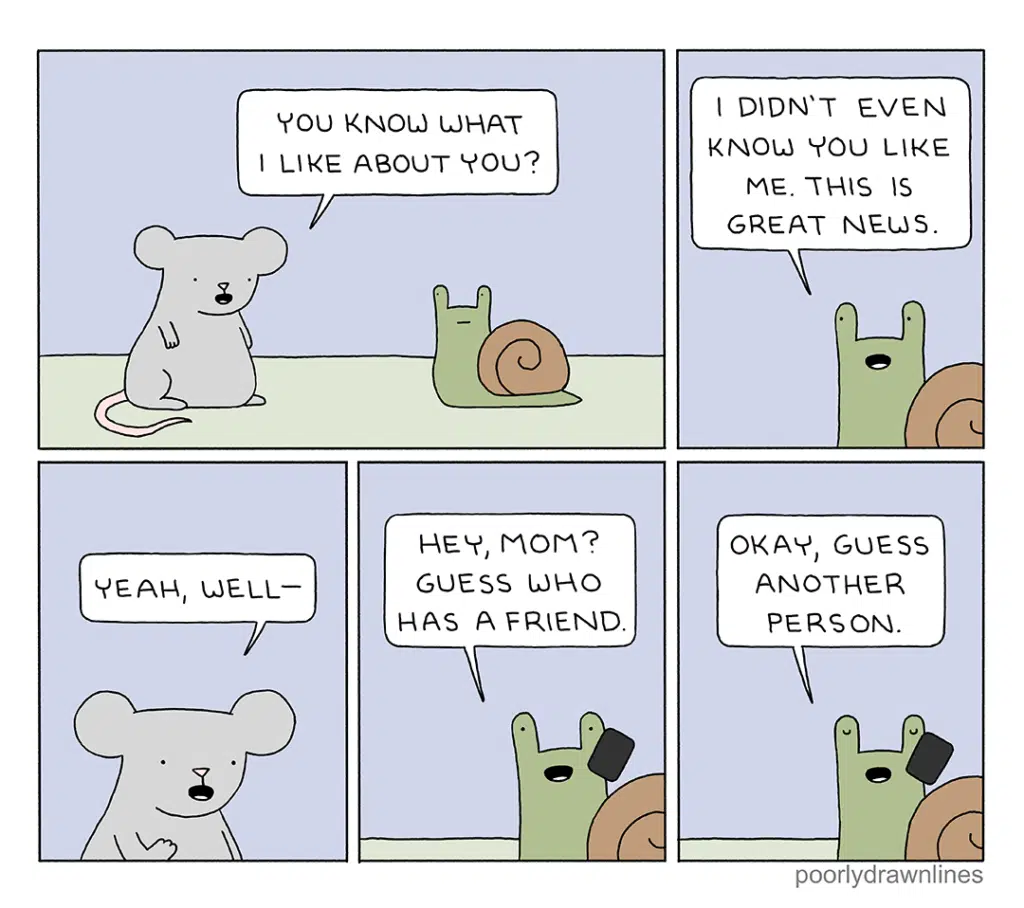 YOU KNOW WHAT
I LIKE ABOUT YOU?
I DIDN'T EVEN
KNOW YOU LIKE
ME. THIS IS
GREAT NEWS.
YEAH, WELL—
HEY, MOM?
GUESS WHO
HAS A FRIEND.
OKAY, GUESS
ANOTHER
PERSON.
poorlydrawnlines